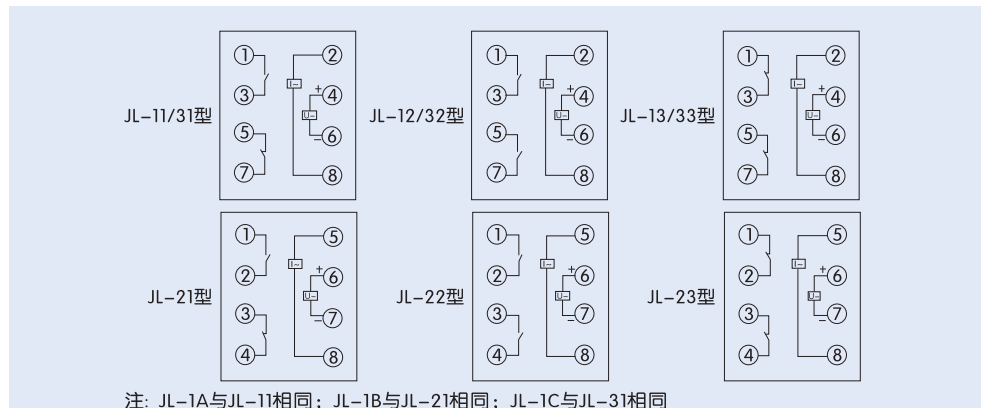 ① ② ① ② ① ②
I~ I~ I~
③ + ④ ③ + ④ ③ + ④
JL-11/31型 U- JL-12/32型 U- JL-13/33型 U-
⑤ - ⑥ ⑤ - ⑥ ⑤ - ⑥
⑦ ⑧ ⑦ ⑧ ⑦ ⑧
① ⑤ ① ⑤ ① ⑤
I~ I~ I~
② + ⑥ ② + ⑥ ② + ⑥
JL-21型 U- JL-22型 U- JL-23型 U-
③ - ⑦ ③ - ⑦ ③ - ⑦
④ ⑧ ④ ⑧ ④ ⑧
注: JL-1A与JL-11相同; JL-1B与JL-21相同; JL-1C与JL-31相同